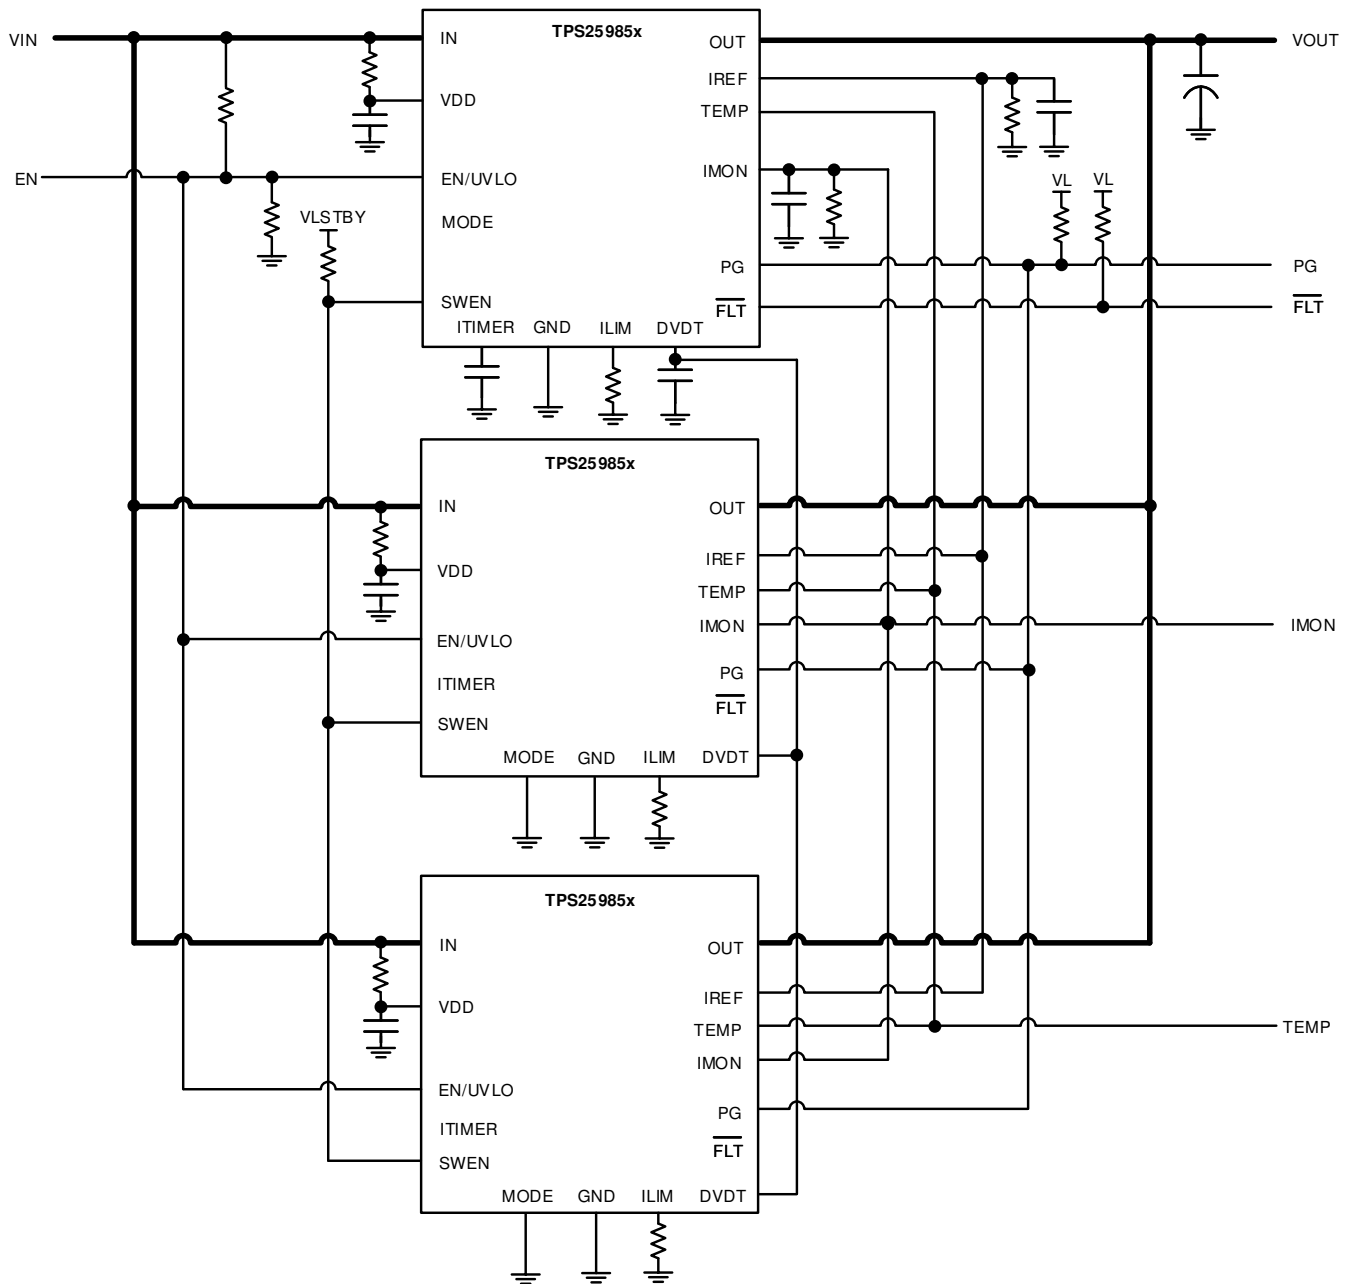 TPS25985x
VIN
IN
OUT
VOUT
IREF
VDD
TEMP
IMON
EN
EN/UVLO
VL
VL
VLSTBY
MODE
PG
PG
SWEN
FLT
FLT
ITIMER
GND
ILIM
DVDT
TPS25985x
IN
OUT
IREF
VDD
TEMP
IMON
IMON
EN/UVLO
PG
ITIMER
FLT
SWEN
MODE
GND
ILIM
DVDT
TPS25985x
IN
OUT
IREF
VDD
TEMP
TEMP
IMON
EN/UVLO
PG
ITIMER
FLT
SWEN
MODE
GND
ILIM
DVDT